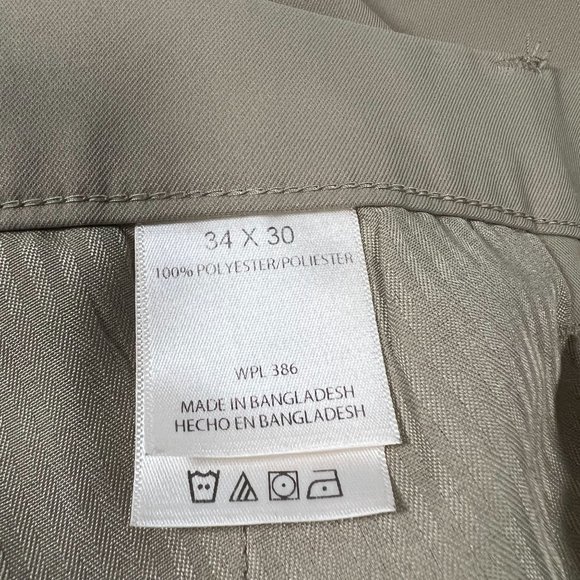 34 X 30
100% POLYESTER/POLIESTER
WPL 386
MADE IN BANGLADESH
HECHO EN BANGLADESH